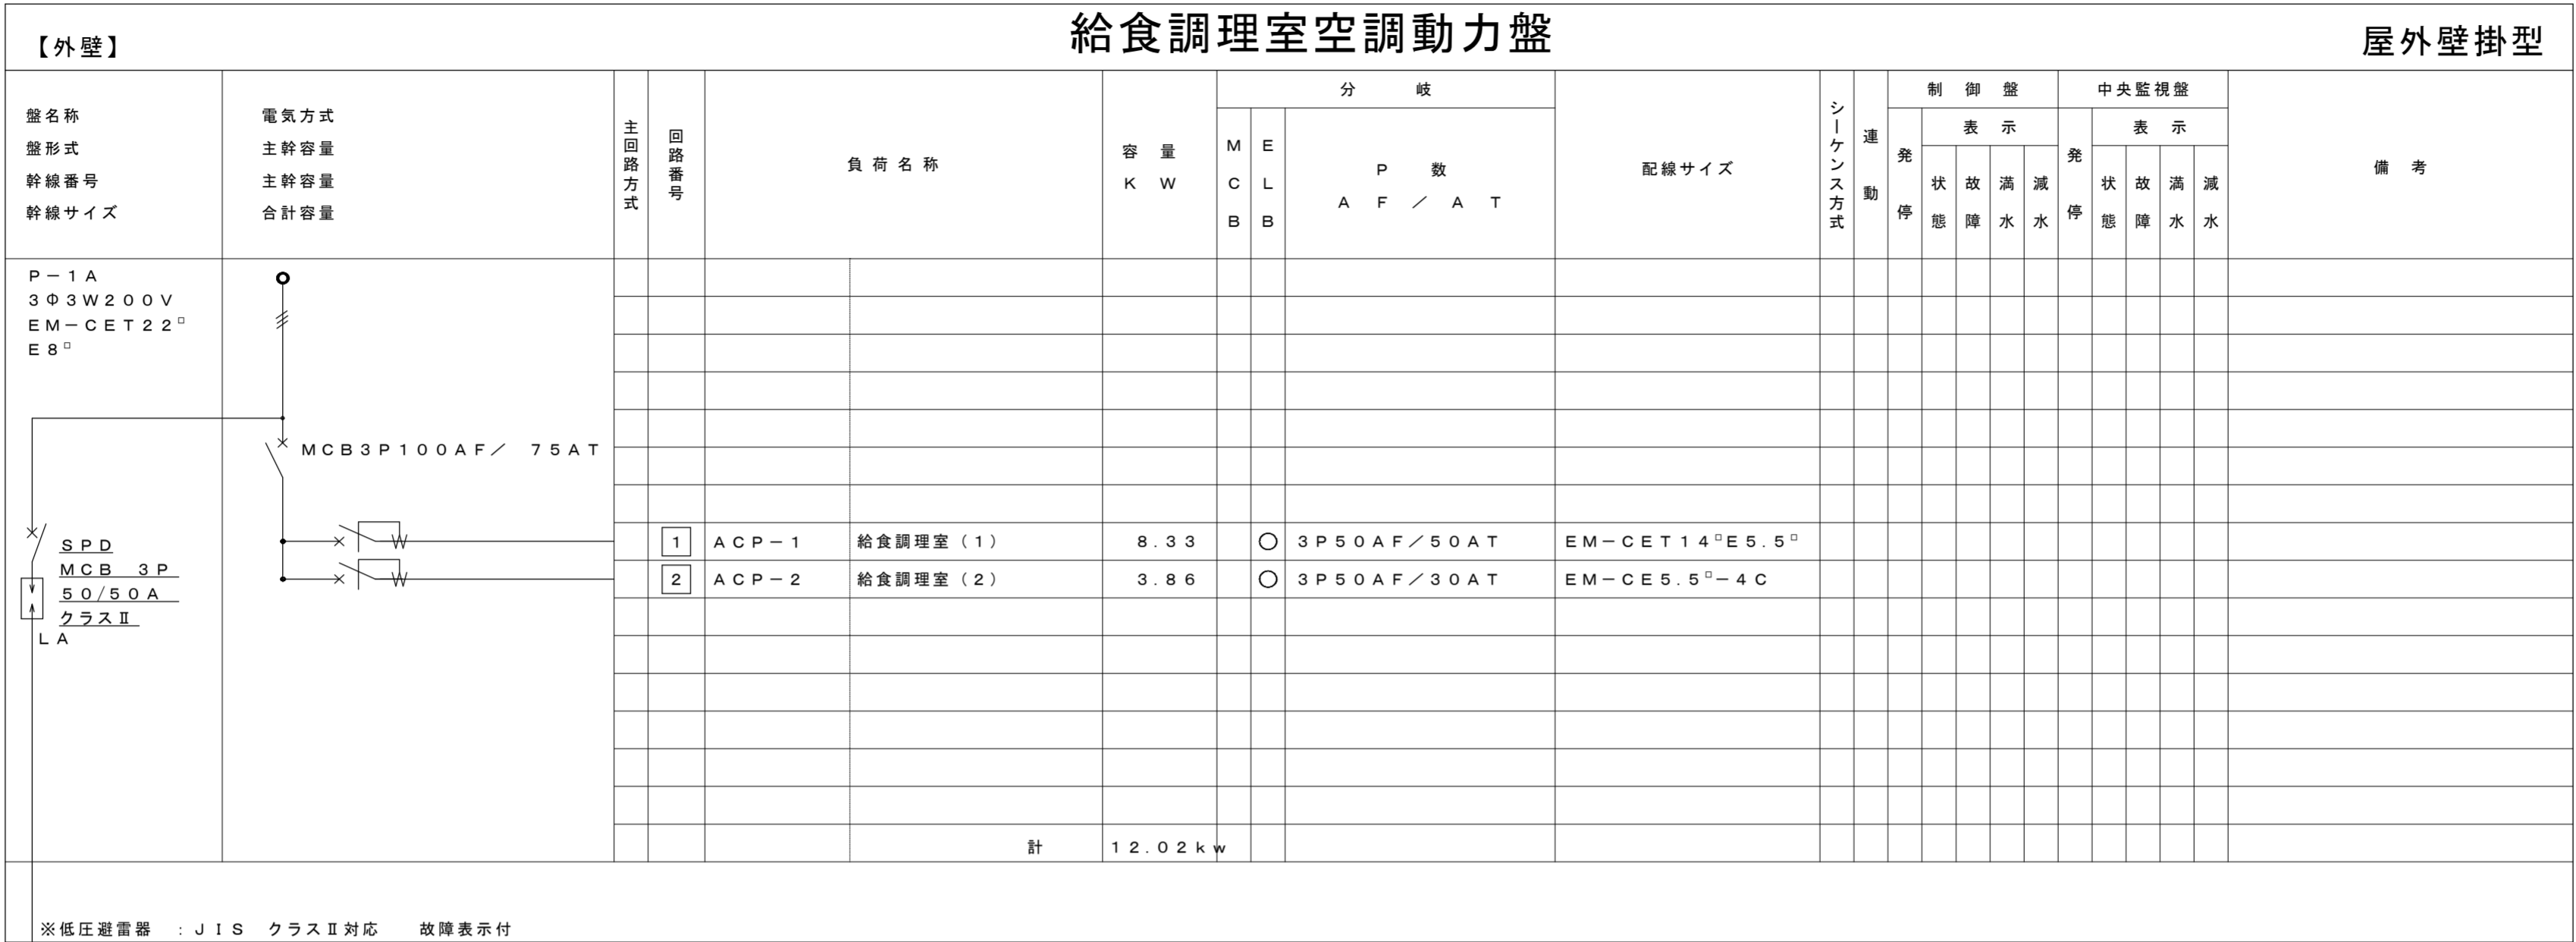 【外壁】
給食調理室空調動力盤
屋外壁掛型
盤名称
盤形式
幹線番号
幹線サイズ
電気方式
主幹容量
主幹容量
合計容量
主回路方式
回路番号
負荷名称
容量
KW
分岐
MCB
ELB
P数
AF/AT
配線サイズ
シーケンス方式
連動
制御盤
発停
表示
状態
故障
満水
減水
中央監視盤
発停
表示
状態
故障
満水
減水
備考
P-1A
3Φ3W200V
EM-CET22□
E8□
MCB3P100AF/ 75AT
SPD
MCB 3P
50/50A
クラスⅡ
LA
1 ACP-1 給食調理室(1) 8.33 ○ 3P50AF/50AT EM-CET14□E5.5□
2 ACP-2 給食調理室(2) 3.86 ○ 3P50AF/30AT EM-CE5.5□-4C
計 12.02kw
※低圧避雷器 :JIS クラスⅡ対応 故障表示付